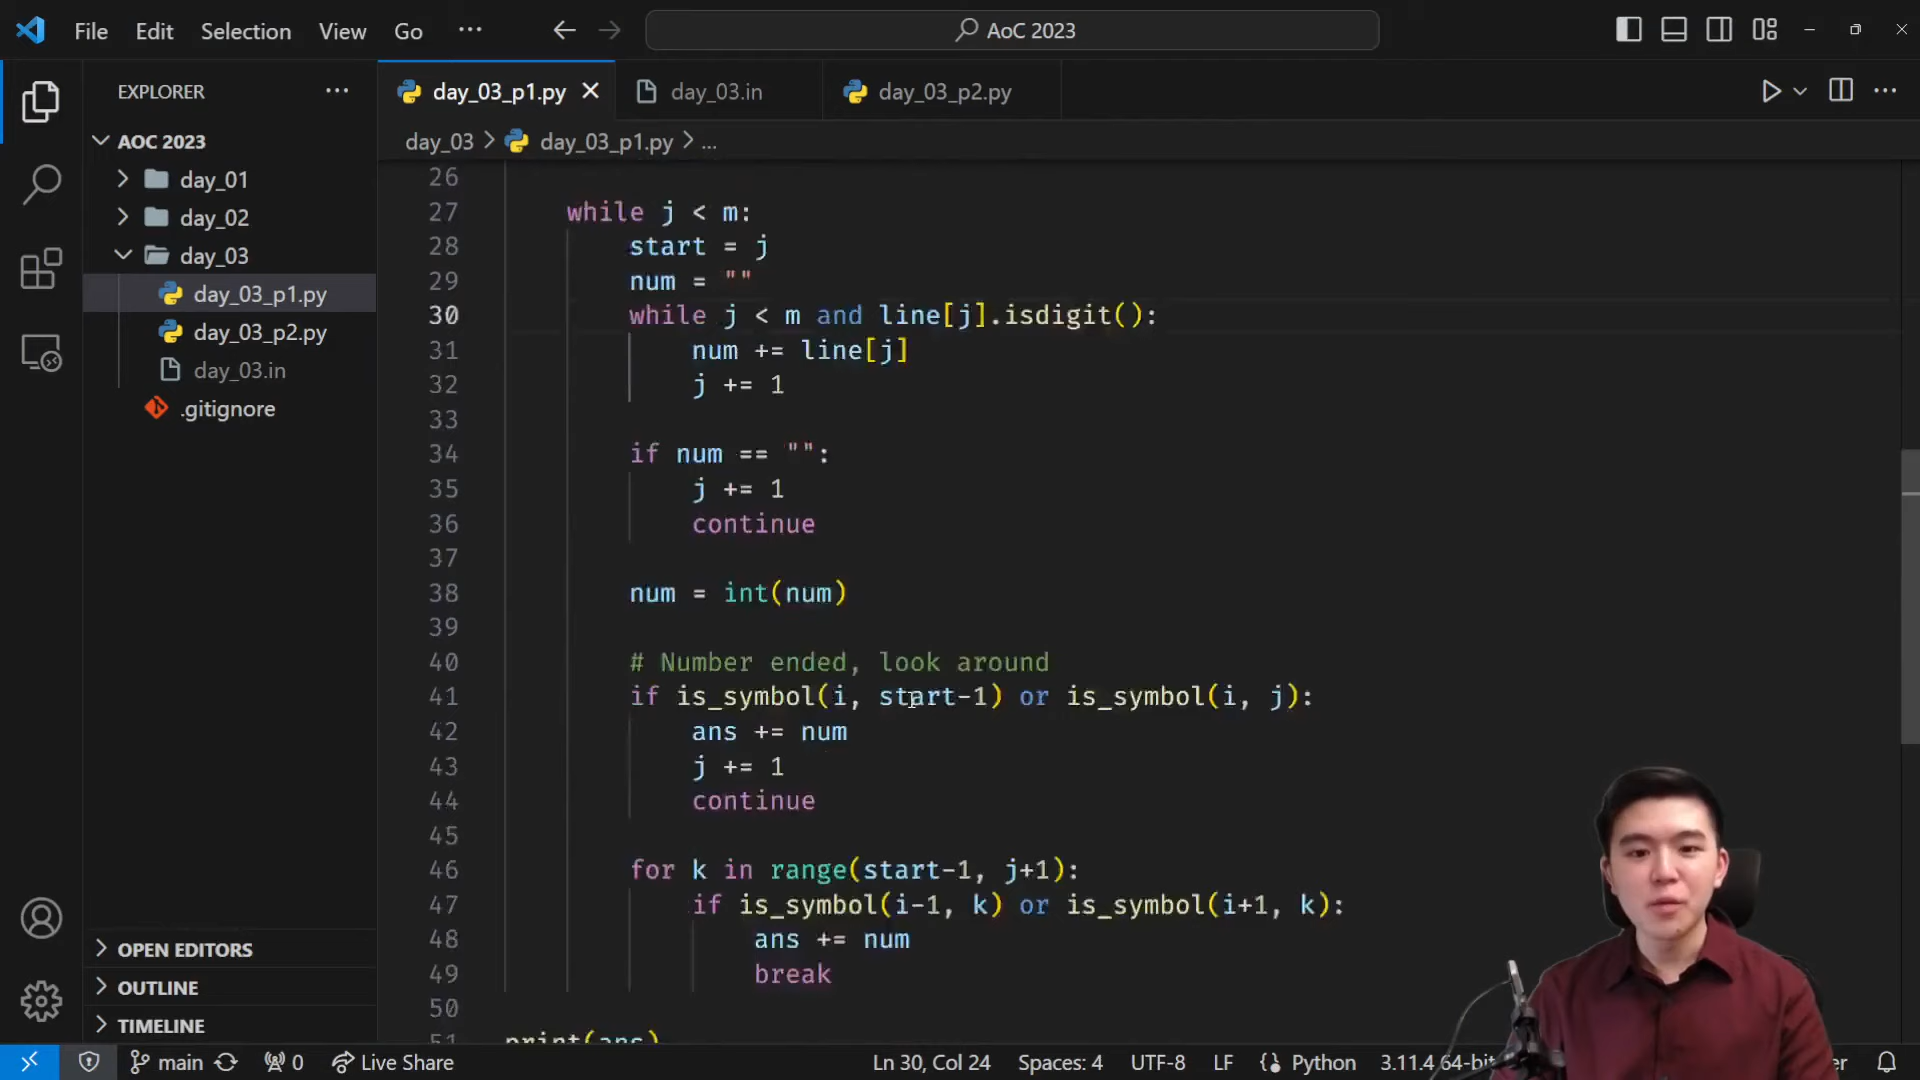 File Edit Selection View Go ... AoC 2023
EXPLORER ...
day_03_p1.py day_03.in day_03_p2.py
day_03 > day_03_p1.py > ...
AOC 2023
day_01
day_02
day_03
day_03_p1.py
day_03_p2.py
day_03.in
.gitignore
OPEN EDITORS
OUTLINE
TIMELINE
26
27 while j < m:
28 start = j
29 num = ""
30 while j < m and line[j].isdigit():
31 num += line[j]
32 j += 1
33
34 if num == "":
35 j += 1
36 continue
37
38 num = int(num)
39
40 # Number ended, look around
41 if is_symbol(i, start-1) or is_symbol(i, j):
42 ans += num
43 j += 1
44 continue
45
46 for k in range(start-1, j+1):
47 if is_symbol(i-1, k) or is_symbol(i+1, k):
48 ans += num
49 break
50
51 print(ans)
main 0 Live Share Ln 30, Col 24 Spaces: 4 UTF-8 LF Python 3.11.4 64-bit